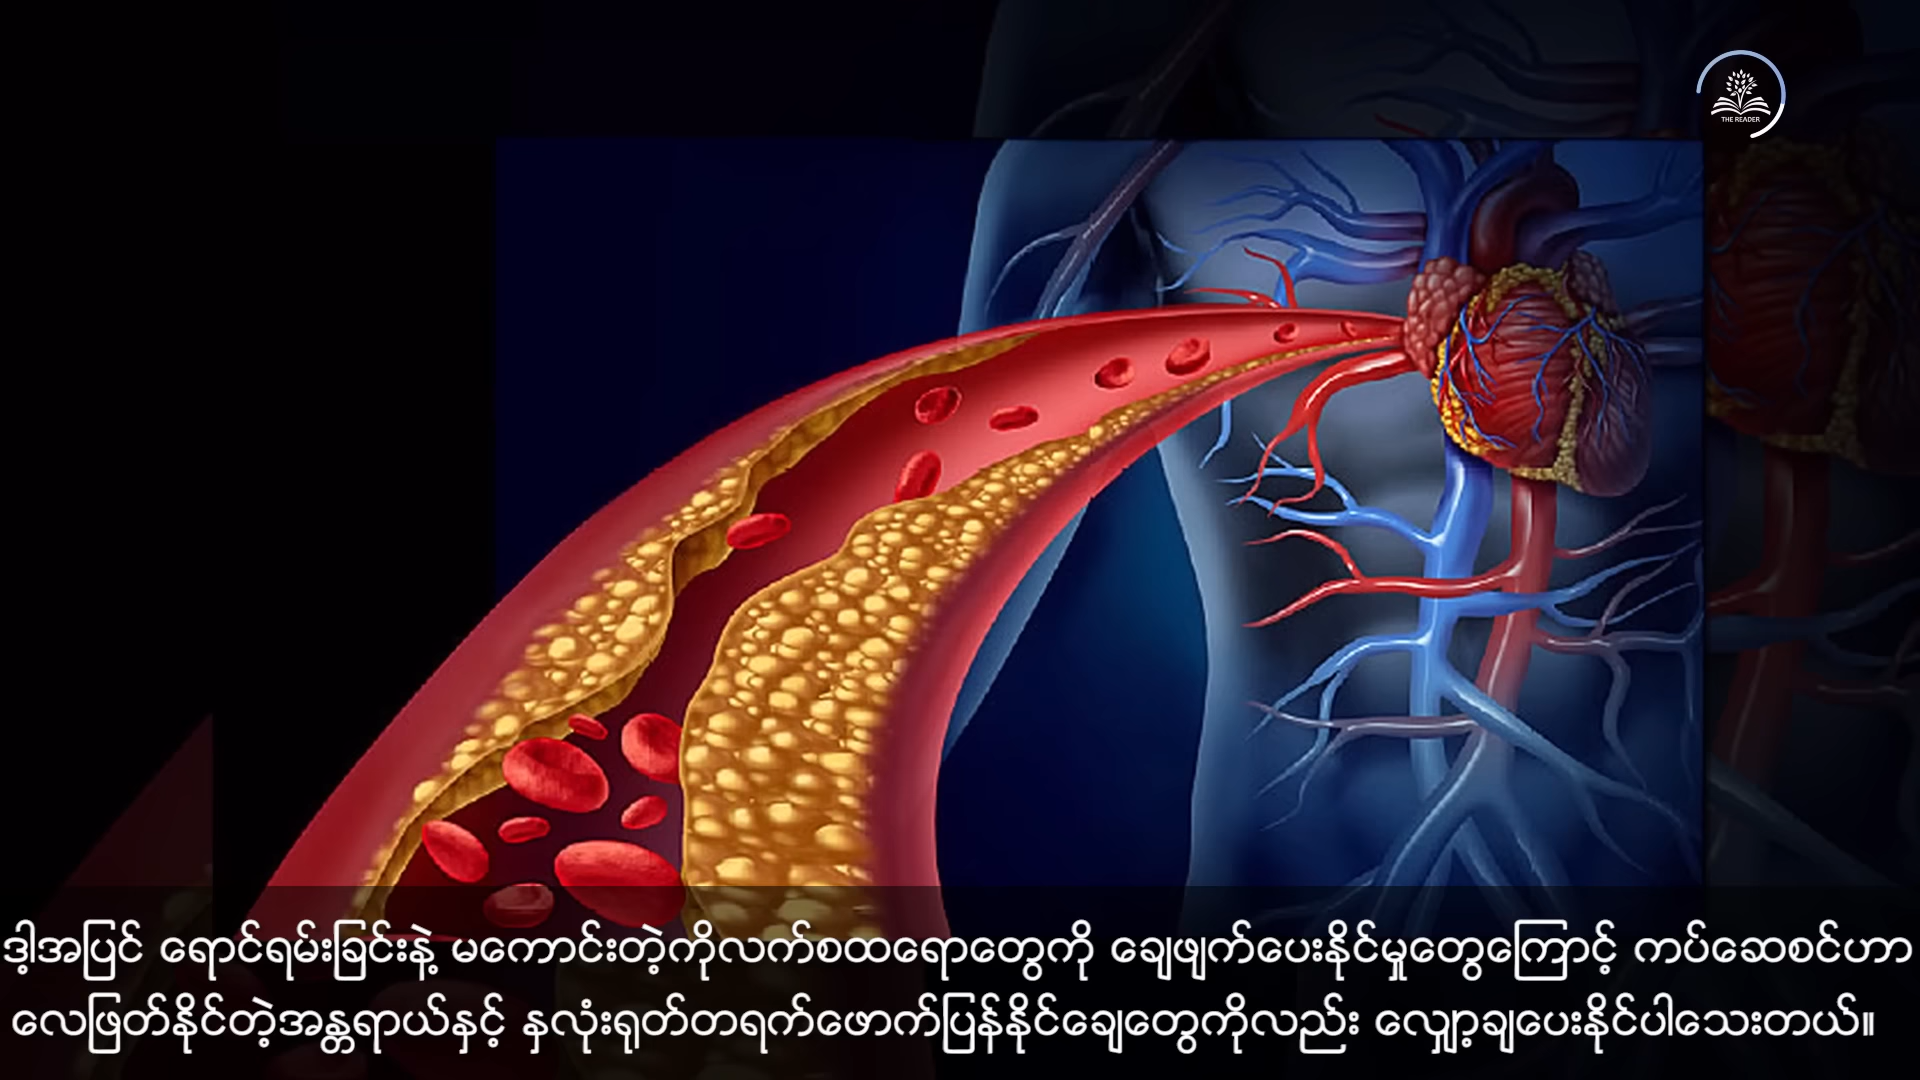 THE READER
ဒါ့အပြင် ရောင်ရမ်းခြင်းနဲ့ မကောင်းတဲ့ကိုလက်စထရောတွေကို ချေဖျက်ပေးနိုင်မှုတွေကြောင့် ကပ်ဆေစင်ဟာ
လေဖြတ်နိုင်တဲ့အန္တရာယ်နှင့် နှလုံးရုတ်တရက်ဖောက်ပြန်နိုင်ချေတွေကိုလည်း လျှော့ချပေးနိုင်ပါသေးတယ်။